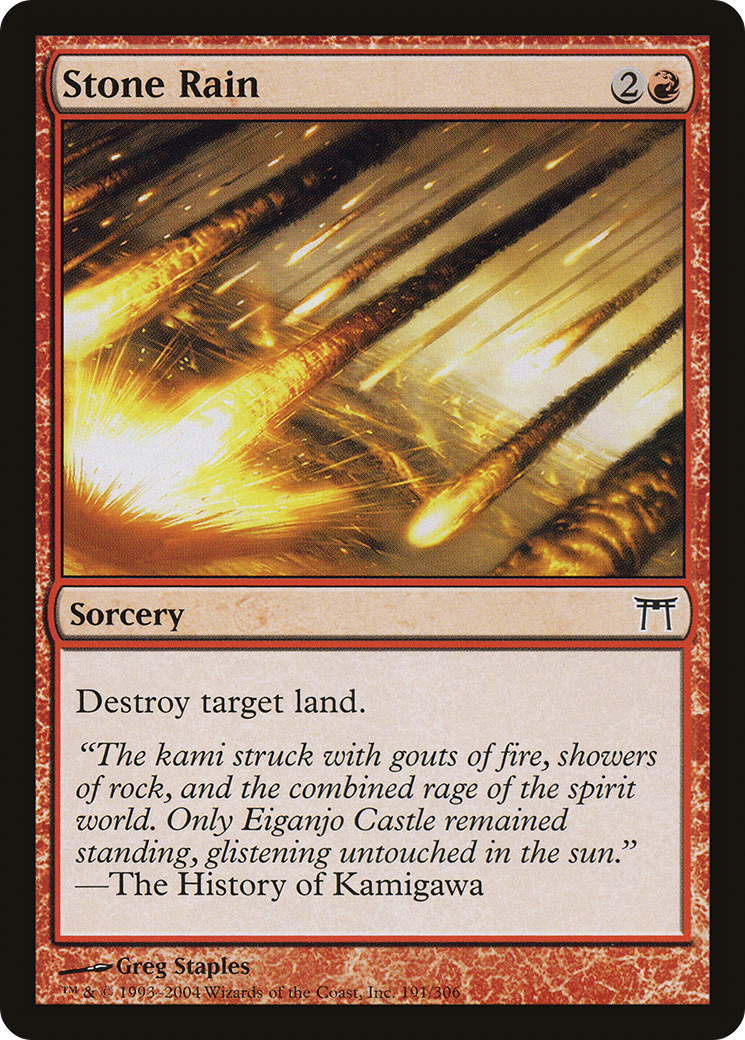 Stone Rain 2
Sorcery
Destroy target land.
“The kami struck with gouts of fire, showers
of rock, and the combined rage of the spirit
world. Only Eiganjo Castle remained
standing, glistening untouched in the sun.”
—The History of Kamigawa
Greg Staples
™ & © 1993–2004 Wizards of the Coast, Inc. 191/306